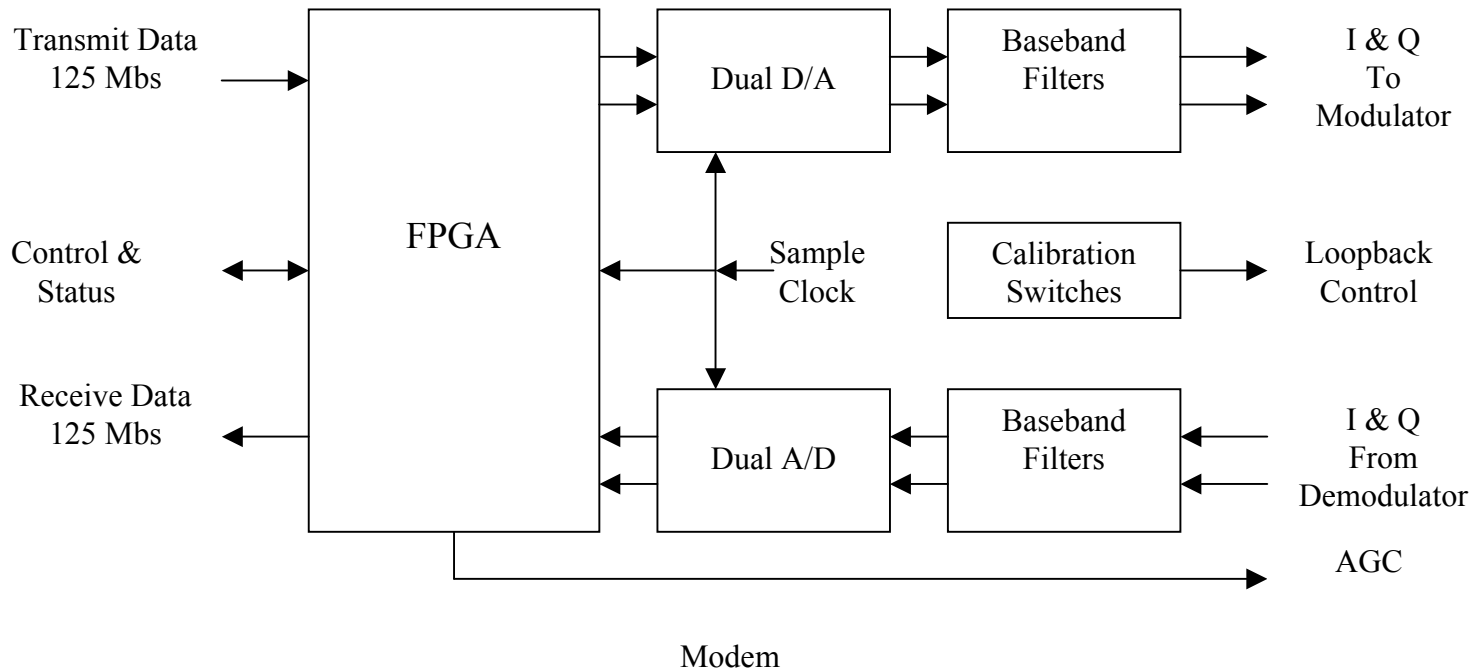 Transmit Data
125 Mbs
Dual D/A
Baseband
Filters
I & Q
To
Modulator
Control &
Status
FPGA
Sample
Clock
Calibration
Switches
Loopback
Control
Receive Data
125 Mbs
Dual A/D
Baseband
Filters
I & Q
From
Demodulator
AGC
Modem